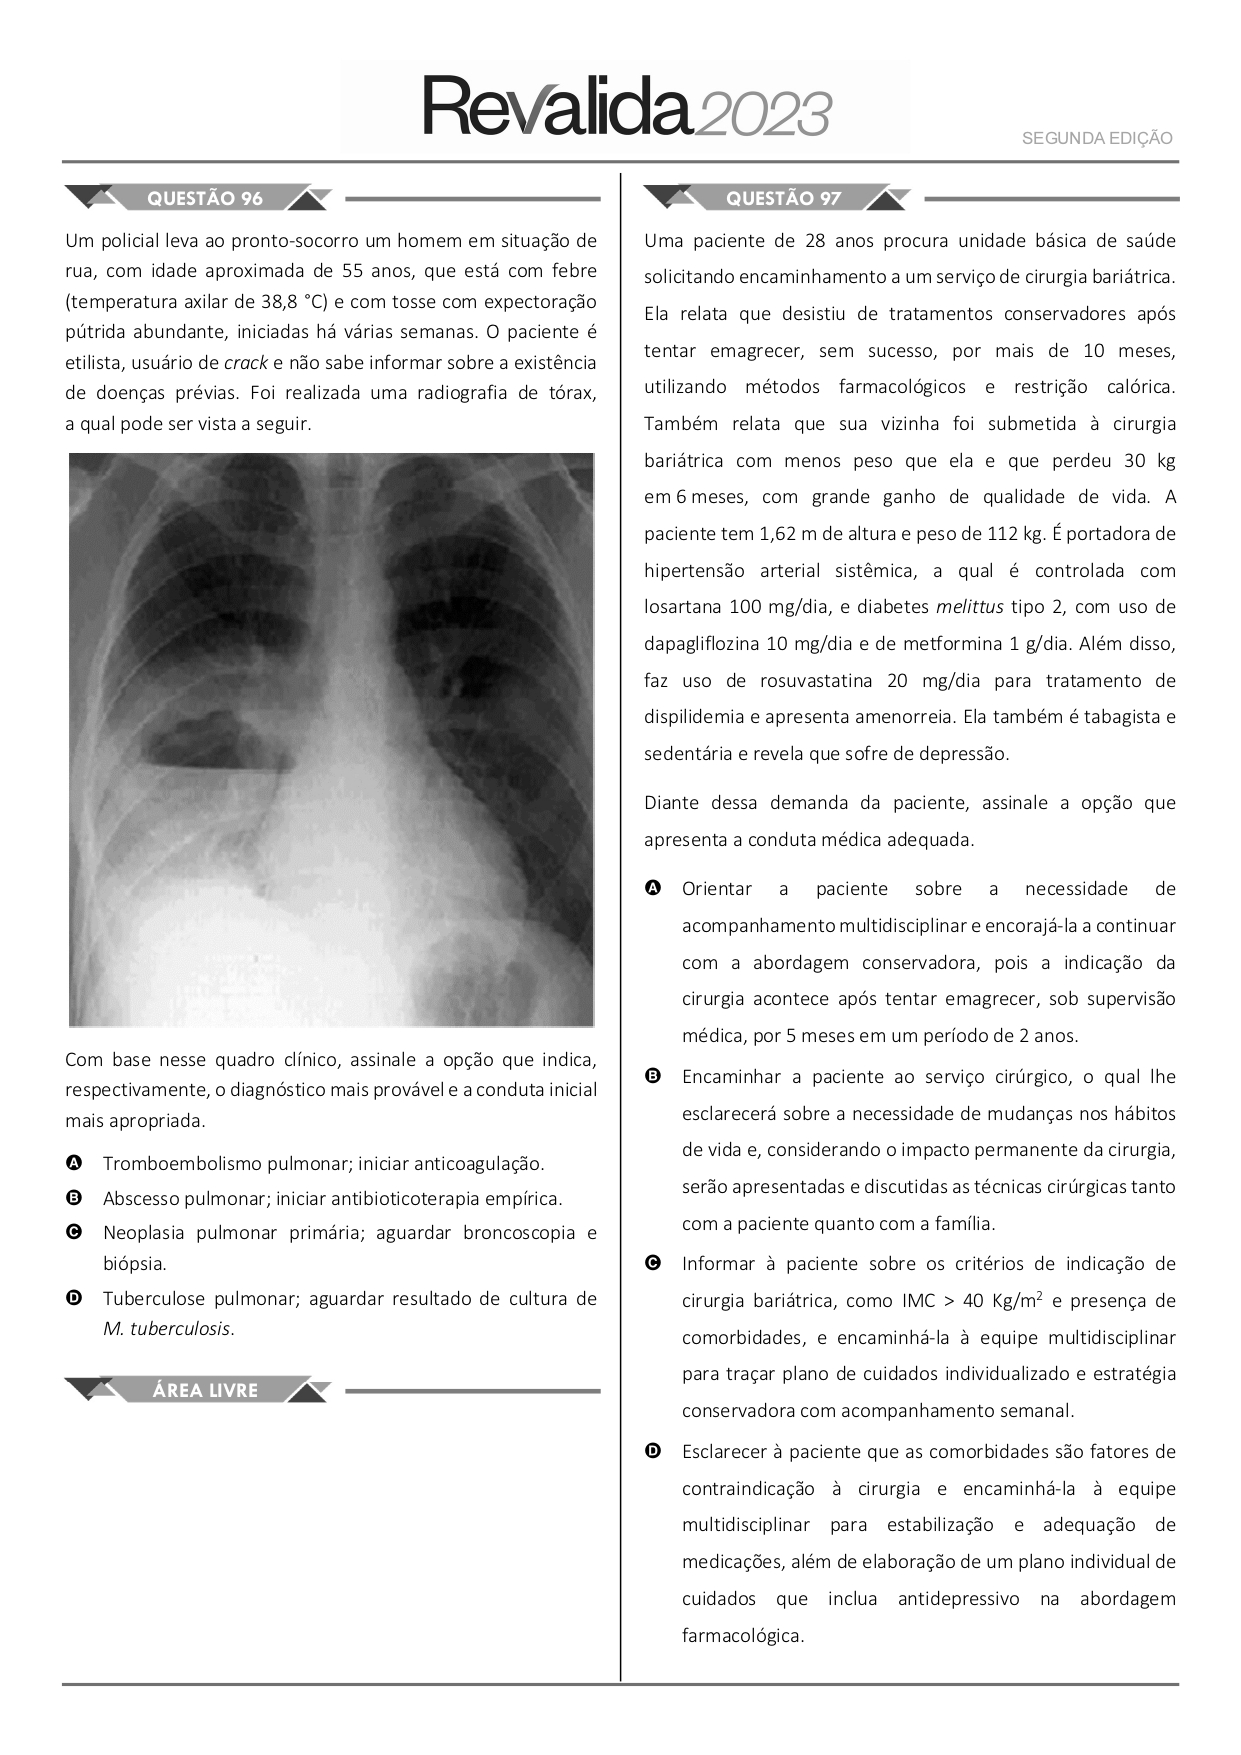 Revalida2023
SEGUNDA EDIÇÃO
QUESTÃO 96
Um policial leva ao pronto-socorro um homem em situação de
rua, com idade aproximada de 55 anos, que está com febre
(temperatura axilar de 38,8 °C) e com tosse com expectoração
pútrida abundante, iniciadas há várias semanas. O paciente é
etilista, usuário de crack e não sabe informar sobre a existência
de doenças prévias. Foi realizada uma radiografia de tórax,
a qual pode ser vista a seguir.
Com base nesse quadro clínico, assinale a opção que indica,
respectivamente, o diagnóstico mais provável e a conduta inicial
mais apropriada.
A Tromboembolismo pulmonar; iniciar anticoagulação.
B Abscesso pulmonar; iniciar antibioticoterapia empírica.
C Neoplasia pulmonar primária; aguardar broncoscopia e
biópsia.
D Tuberculose pulmonar; aguardar resultado de cultura de
M. tuberculosis.
ÁREA LIVRE
QUESTÃO 97
Uma paciente de 28 anos procura unidade básica de saúde
solicitando encaminhamento a um serviço de cirurgia bariátrica.
Ela relata que desistiu de tratamentos conservadores após
tentar emagrecer, sem sucesso, por mais de 10 meses,
utilizando métodos farmacológicos e restrição calórica.
Também relata que sua vizinha foi submetida à cirurgia
bariátrica com menos peso que ela e que perdeu 30 kg
em 6 meses, com grande ganho de qualidade de vida. A
paciente tem 1,62 m de altura e peso de 112 kg. É portadora de
hipertensão arterial sistêmica, a qual é controlada com
losartana 100 mg/dia, e diabetes melittus tipo 2, com uso de
dapagliflozina 10 mg/dia e de metformina 1 g/dia. Além disso,
faz uso de rosuvastatina 20 mg/dia para tratamento de
dispilidemia e apresenta amenorreia. Ela também é tabagista e
sedentária e revela que sofre de depressão.
Diante dessa demanda da paciente, assinale a opção que
apresenta a conduta médica adequada.
A Orientar a paciente sobre a necessidade de
acompanhamento multidisciplinar e encorajá-la a continuar
com a abordagem conservadora, pois a indicação da
cirurgia acontece após tentar emagrecer, sob supervisão
médica, por 5 meses em um período de 2 anos.
B Encaminhar a paciente ao serviço cirúrgico, o qual lhe
esclarecerá sobre a necessidade de mudanças nos hábitos
de vida e, considerando o impacto permanente da cirurgia,
serão apresentadas e discutidas as técnicas cirúrgicas tanto
com a paciente quanto com a família.
C Informar à paciente sobre os critérios de indicação de
cirurgia bariátrica, como IMC > 40 Kg/m² e presença de
comorbidades, e encaminhá-la à equipe multidisciplinar
para traçar plano de cuidados individualizado e estratégia
conservadora com acompanhamento semanal.
D Esclarecer à paciente que as comorbidades são fatores de
contraindicação à cirurgia e encaminhá-la à equipe
multidisciplinar para estabilização e adequação de
medicações, além de elaboração de um plano individual de
cuidados que inclua antidepressivo na abordagem
farmacológica.